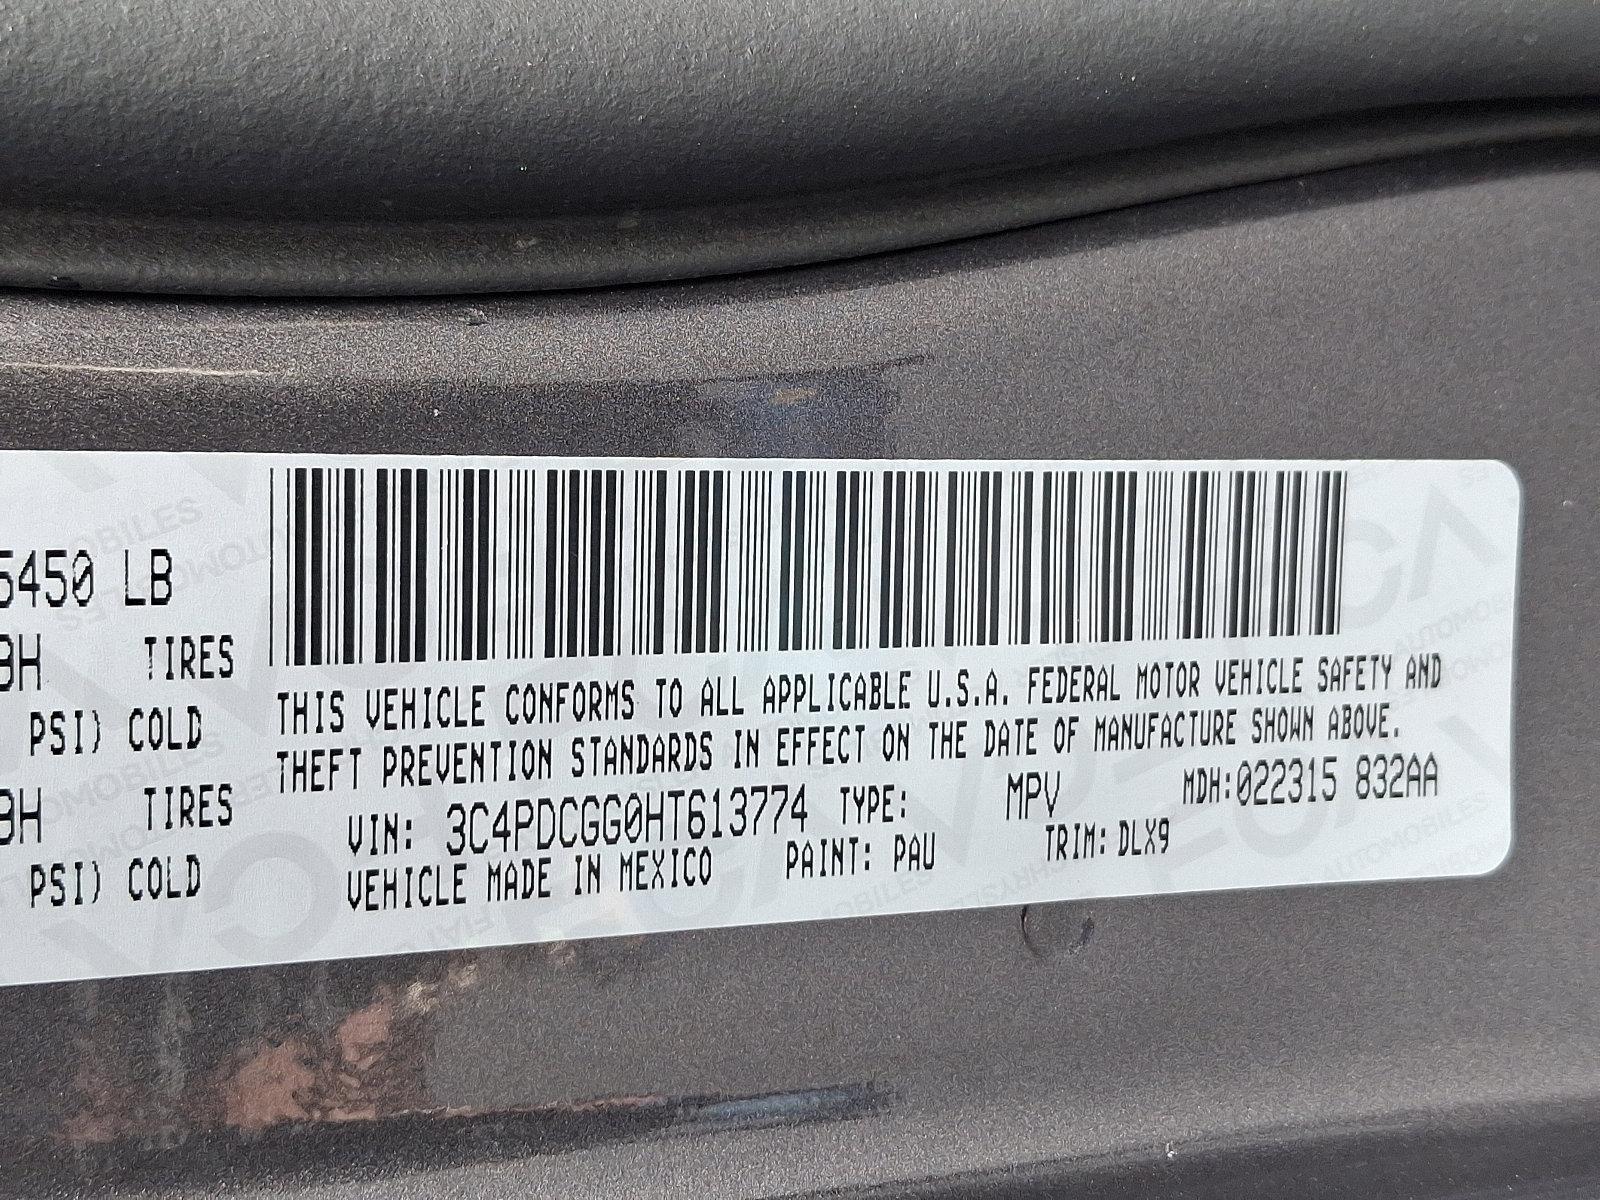 5450 LB
BH TIRES
PSI) COLD
BH TIRES
PSI) COLD
THIS VEHICLE CONFORMS TO ALL APPLICABLE U.S.A. FEDERAL MOTOR VEHICLE SAFETY AND
THEFT PREVENTION STANDARDS IN EFFECT ON THE DATE OF MANUFACTURE SHOWN ABOVE.
VIN: 3C4PDCGG0HT613774 TYPE: MPV MDH:022315 832AA
VEHICLE MADE IN MEXICO PAINT: PAU TRIM: DLX9